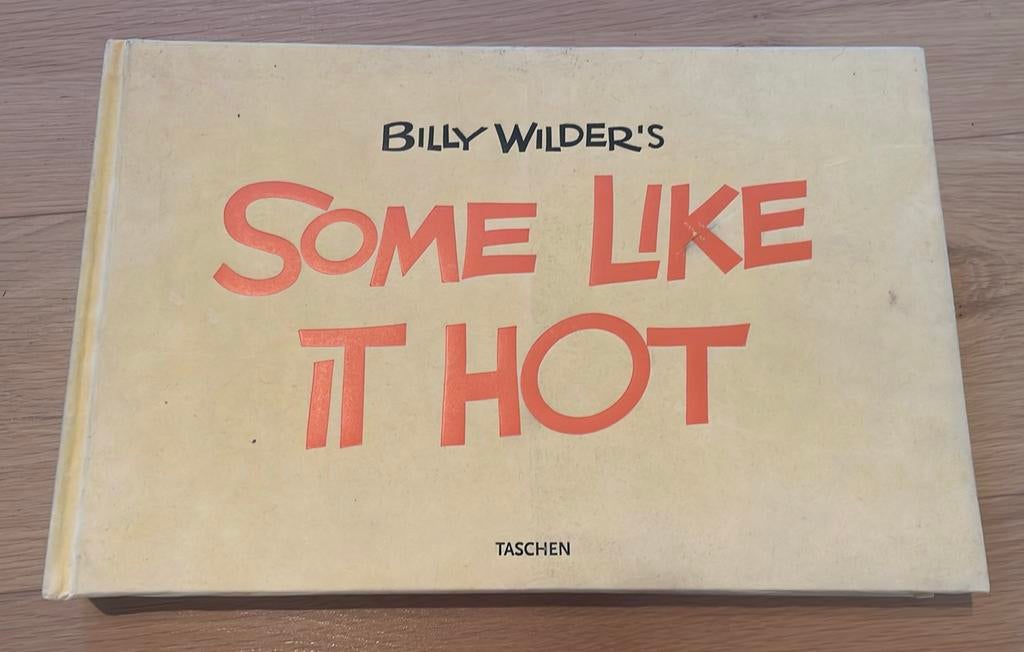 BILLY WILDER'S
SOME LIKE
IT HOT
TASCHEN